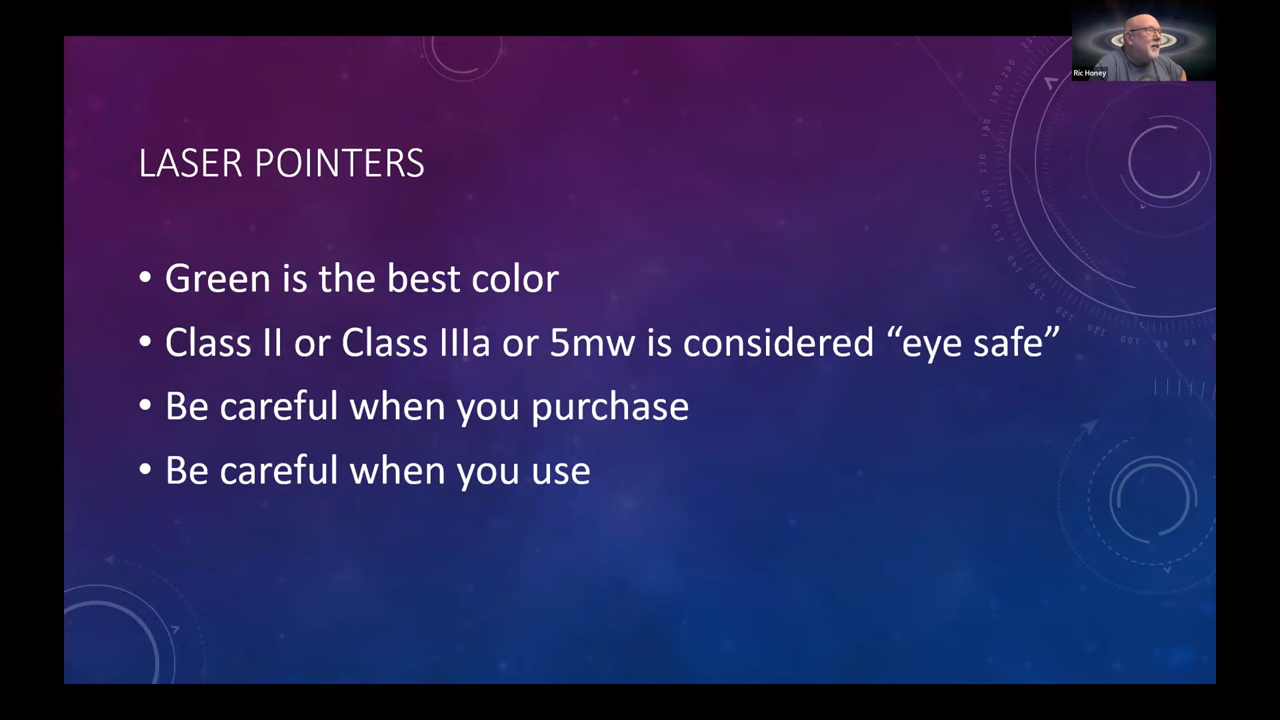 Ric Honey
LASER POINTERS
• Green is the best color
• Class II or Class IIIa or 5mw is considered “eye safe”
• Be careful when you purchase
• Be careful when you use